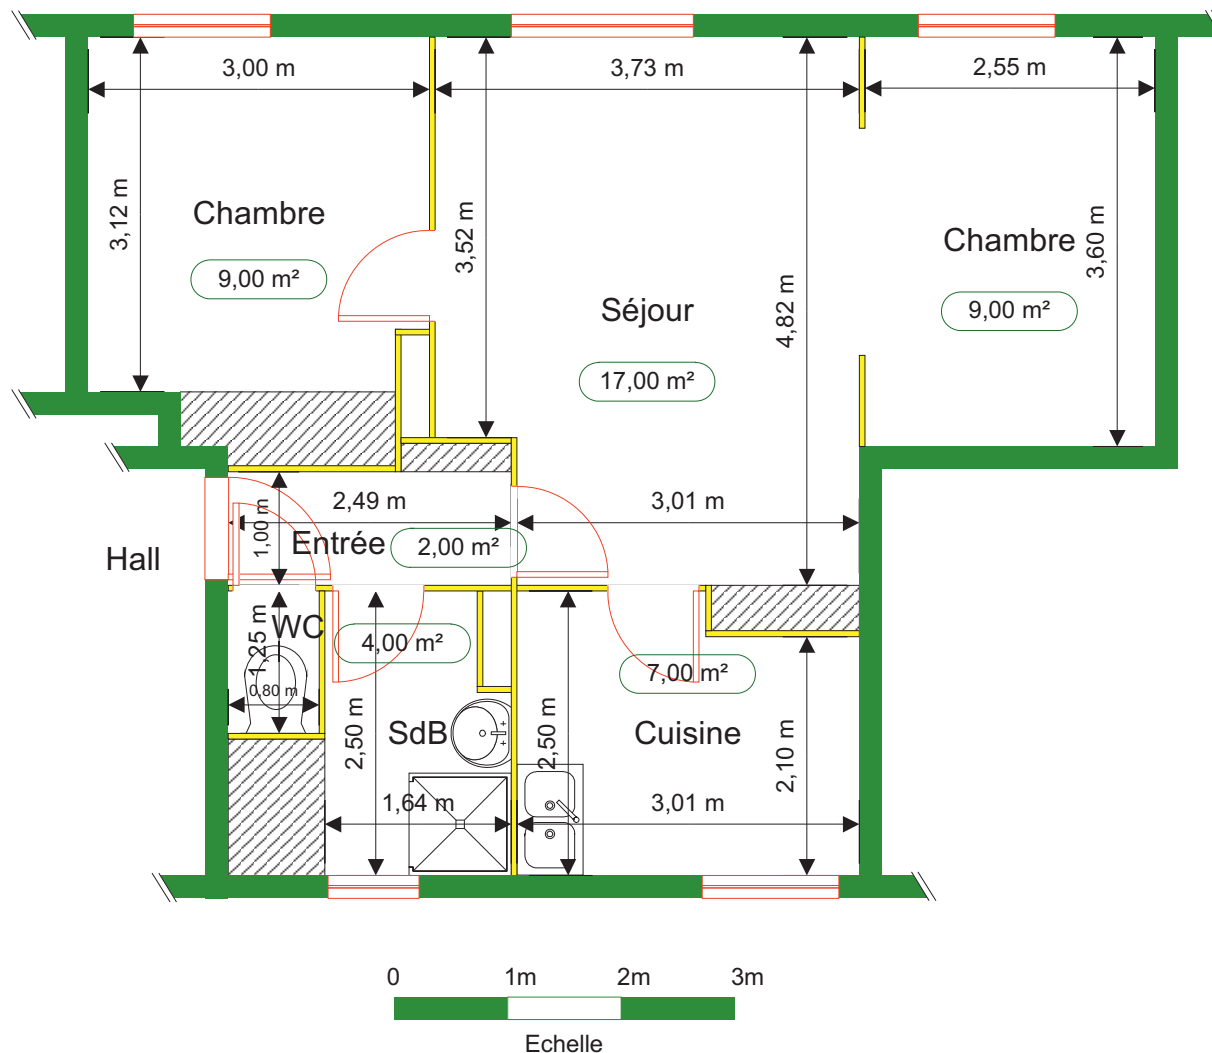 3,00 m
3,73 m
2,55 m
3,12 m
3,52 m
4,82 m
3,60 m
Chambre
9,00 m²
Séjour
17,00 m²
Chambre
9,00 m²
2,49 m
3,01 m
1,00 m
Entrée
2,00 m²
Hall
WC
1,25 m
0,80 m
4,00 m²
7,00 m²
2,50 m
SdB
2,50 m
Cuisine
2,10 m
1,64 m
3,01 m
0 1m 2m 3m
Echelle